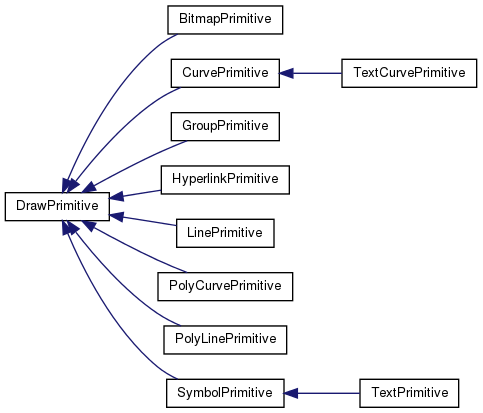 BitmapPrimitive
CurvePrimitive
TextCurvePrimitive
GroupPrimitive
HyperlinkPrimitive
DrawPrimitive
LinePrimitive
PolyCurvePrimitive
PolyLinePrimitive
SymbolPrimitive
TextPrimitive